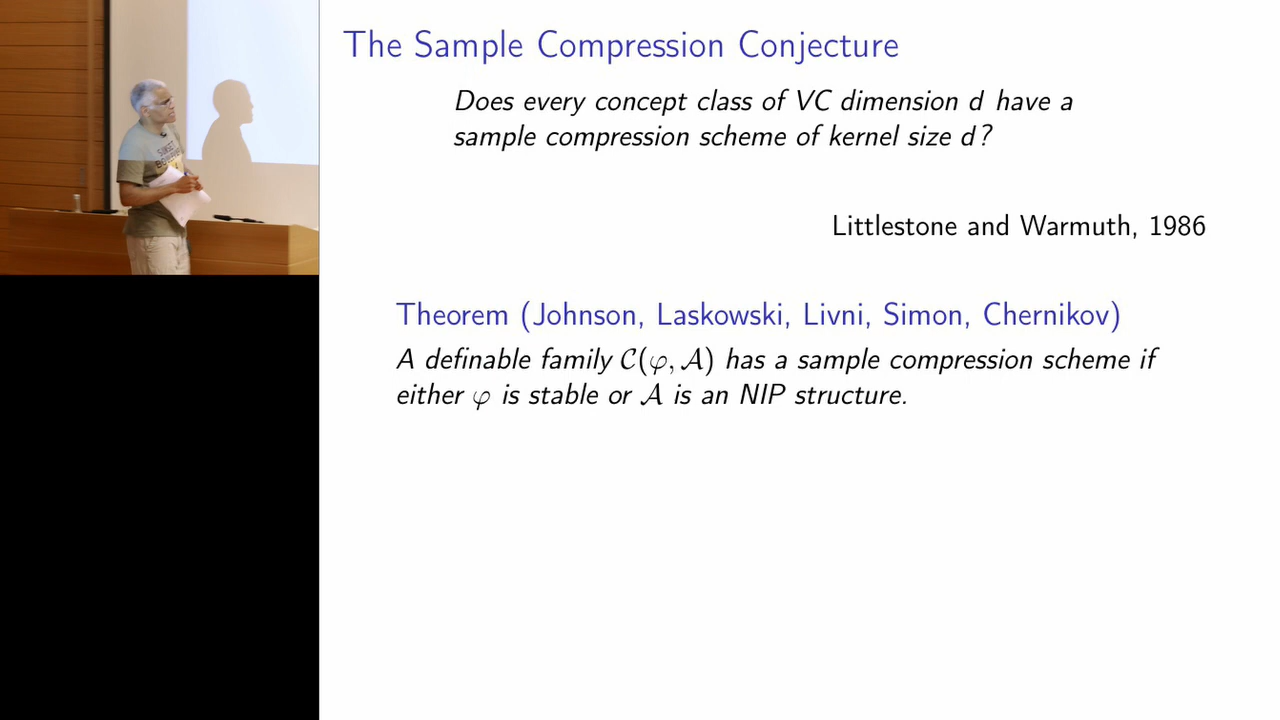 The Sample Compression Conjecture
Does every concept class of VC dimension d have a
sample compression scheme of kernel size d?
Littlestone and Warmuth, 1986
Theorem (Johnson, Laskowski, Livni, Simon, Chernikov)
A definable family 𝒞(φ, 𝒜) has a sample compression scheme if
either φ is stable or 𝒜 is an NIP structure.
SUNSET